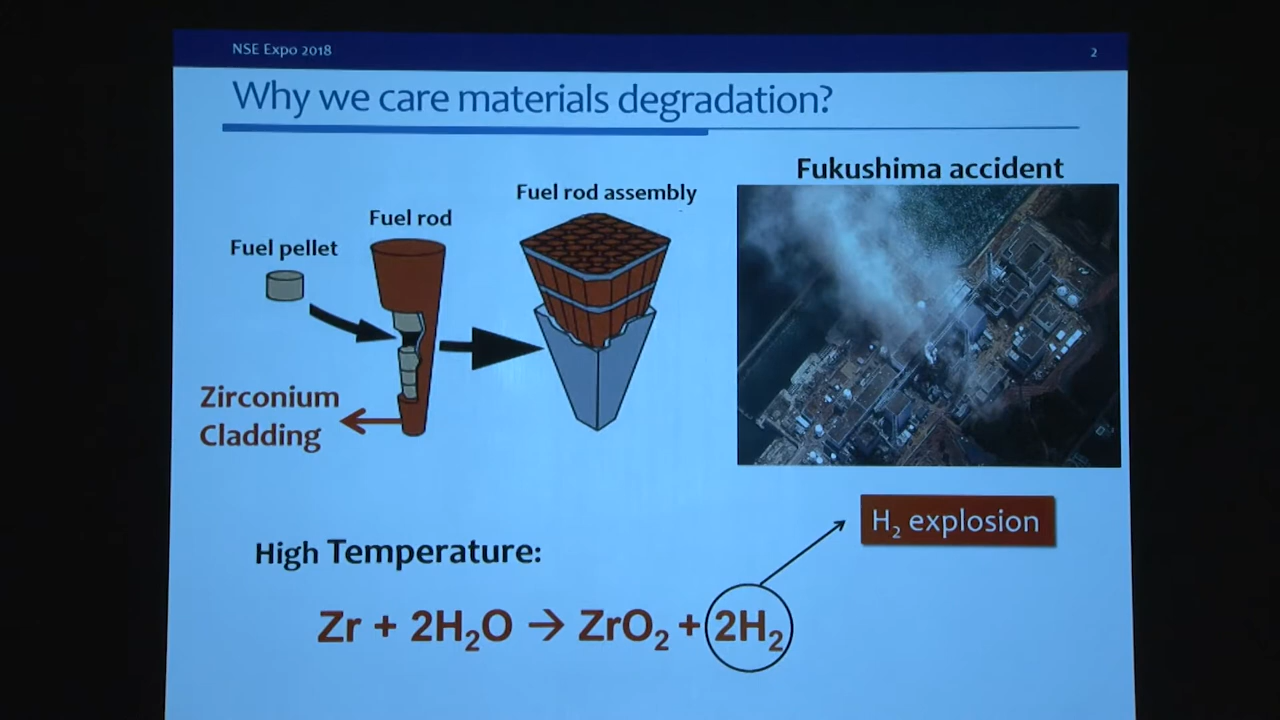 NSE Expo 2018
2
Why we care materials degradation?
Fukushima accident
Fuel rod assembly
Fuel rod
Fuel pellet
Zirconium
Cladding
H₂ explosion
High Temperature:
Zr + 2H₂O → ZrO₂ + 2H₂